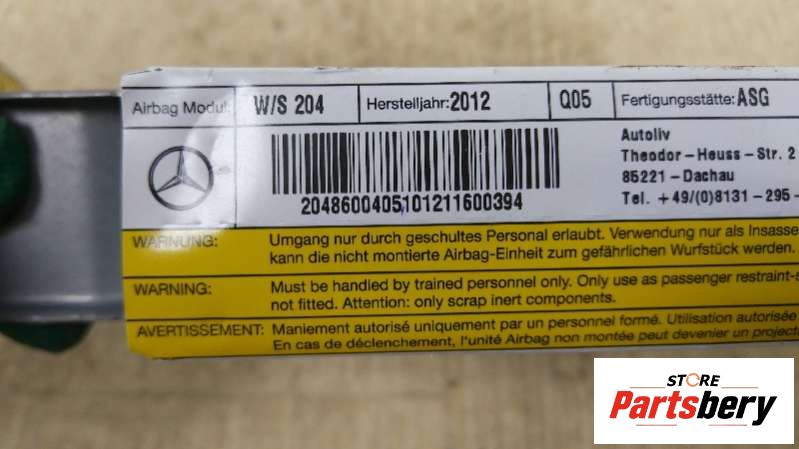 Airbag Modul: W/S 204 Herstelljahr: 2012 Q05 Fertigungsstätte: ASG
Autoliv
Theodor-Heuss-Str. 2
85221-Dachau
Tel. +49/(0)8131-295-
204860040510121160​0394
WARNUNG: Umgang nur durch geschultes Personal erlaubt. Verwendung nur als Insasse
kann die nicht montierte Airbag-Einheit zum gefährlichen Wurfstück werden.
WARNING: Must be handled by trained personnel only. Only use as passenger restraint-s
not fitted. Attention: only scrap inert components.
AVERTISSEMENT: Maniement autorisé uniquement par un personnel formé. Utilisation autorisée
En cas de déclenchement, l'unité Airbag non montée peut devenir un project
STORE
Partsbery